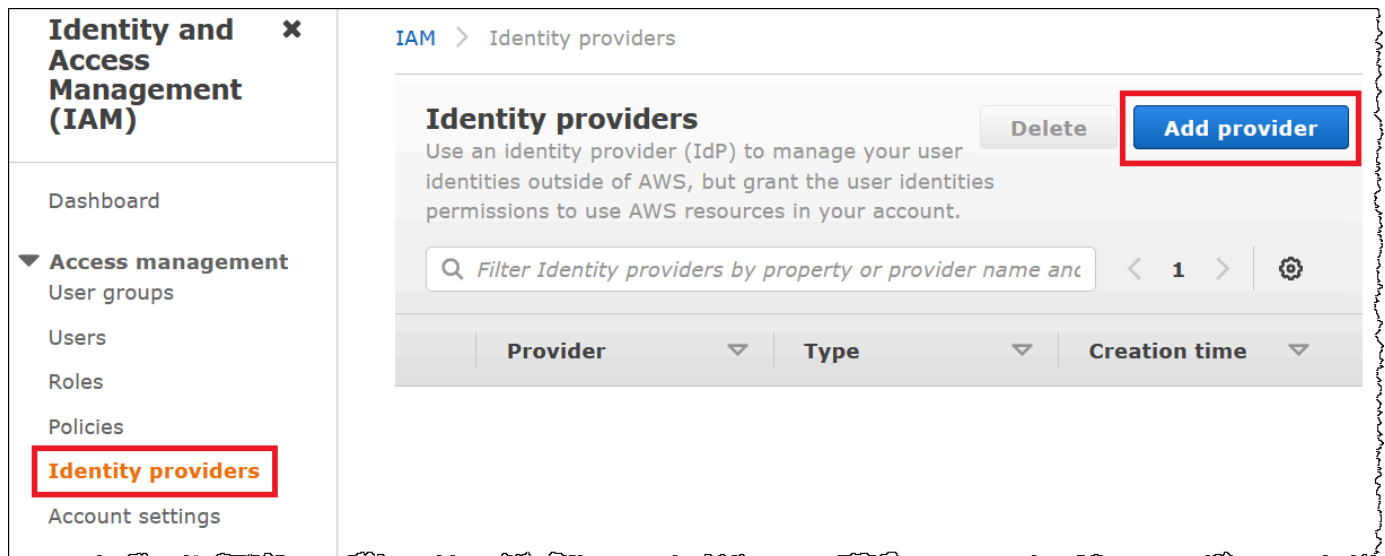 Identity and
Access
Management
(IAM)
Dashboard
Access management
User groups
Users
Roles
Policies
Identity providers
Account settings
IAM > Identity providers
Identity providers
Use an identity provider (IdP) to manage your user
identities outside of AWS, but grant the user identities
permissions to use AWS resources in your account.
Delete
Add provider
Filter Identity providers by property or provider name and
1
Provider
Type
Creation time